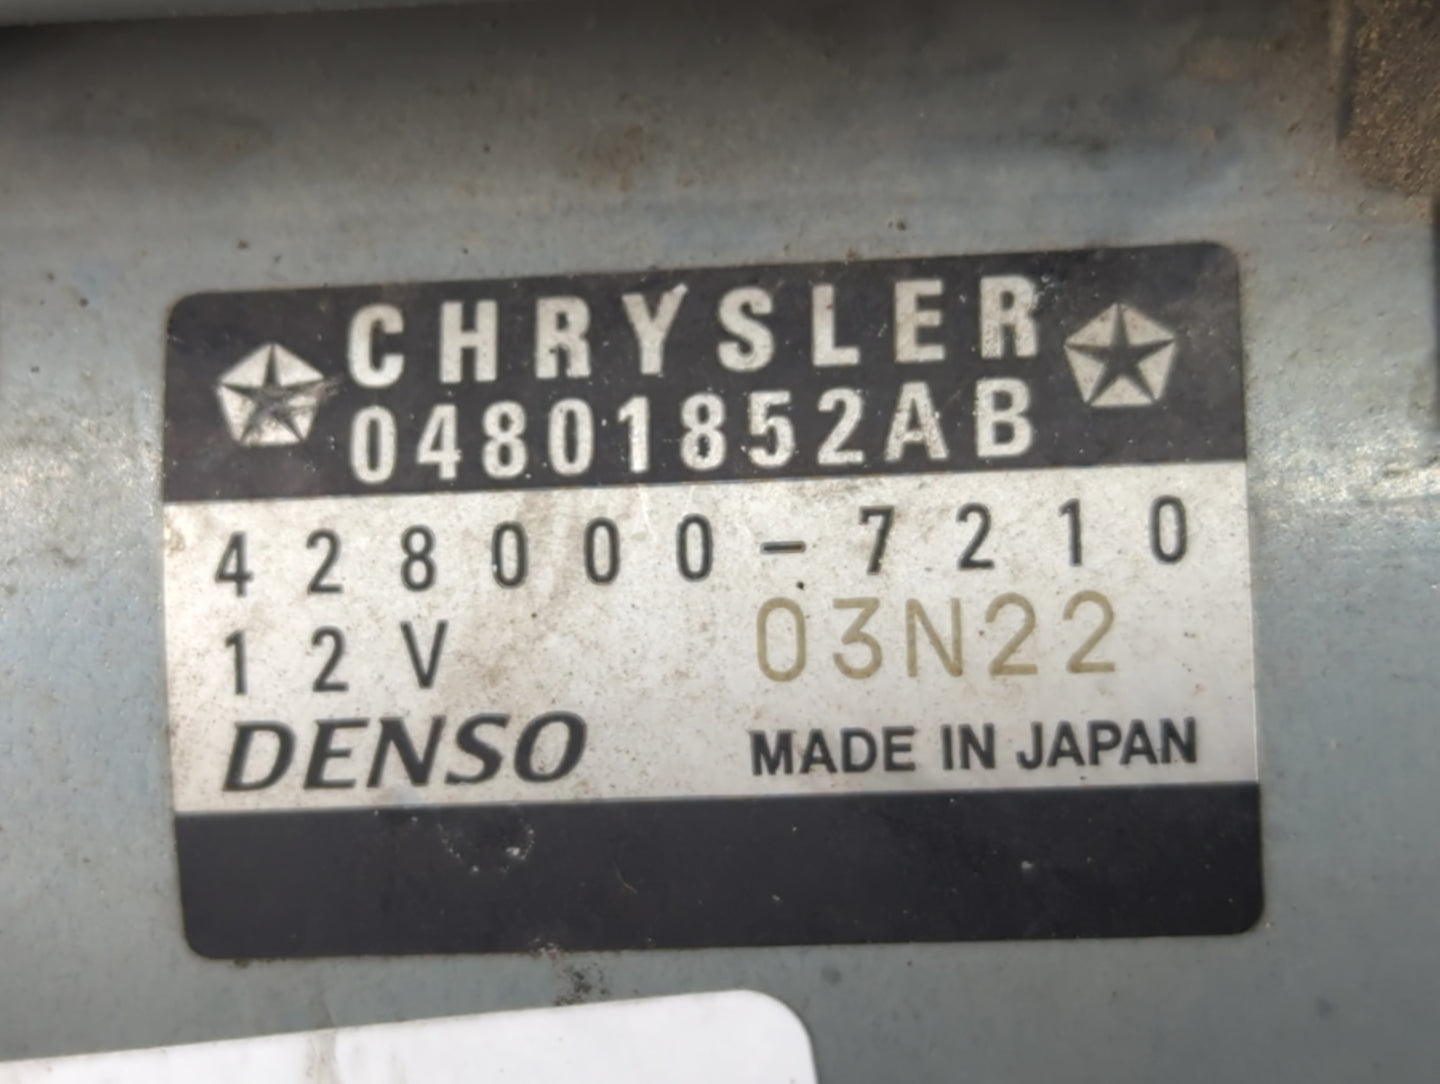 CHRYSLER
04801852AB
428000-7210
12V 03N22
DENSO MADE IN JAPAN